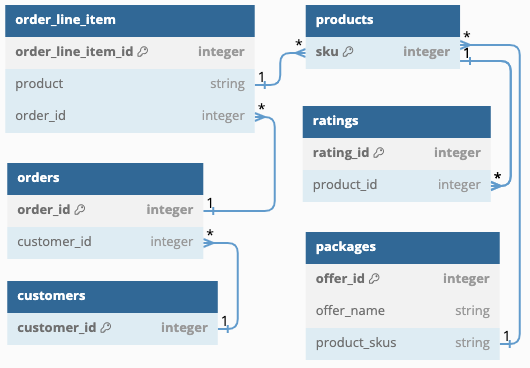 order_line_item
order_line_item_id integer
product string
order_id integer
1
*
*
products
sku integer
*
1
ratings
rating_id integer
product_id integer
*
orders
order_id integer
customer_id integer
1
*
customers
customer_id integer
1
packages
offer_id integer
offer_name string
product_skus string
1